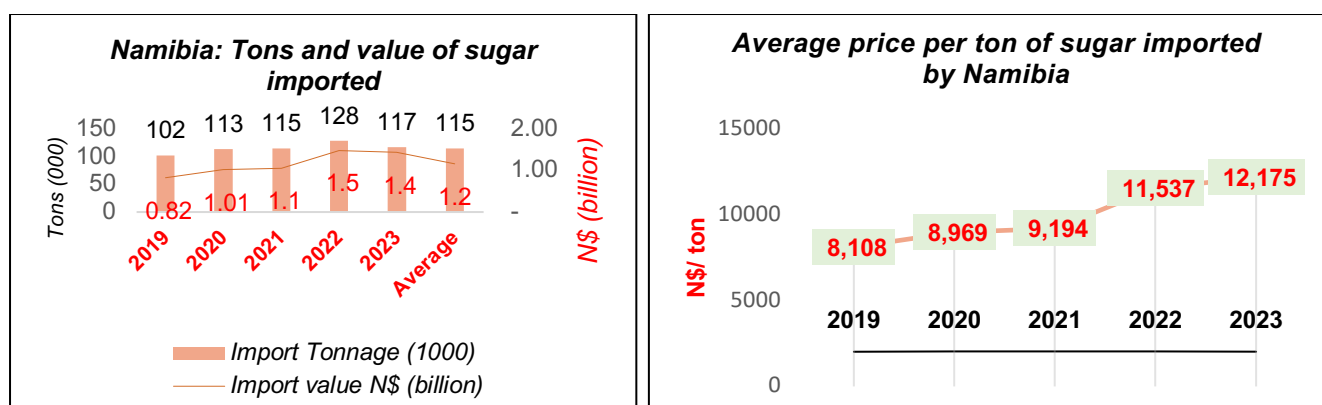 Namibia: Tons and value of sugar
imported
102 113 115 128 117 115
150 2.00
100 1.00
50
0 -
0.82 1.01 1.1 1.5 1.4 1.2
Tons (000)
N$ (billion)
2019 2020 2021 2022 2023 Average
Import Tonnage (1000)
Import value N$ (billion)
Average price per ton of sugar imported
by Namibia
15000
10000
5000
0
N$/ ton
8,108 8,969 9,194 11,537 12,175
2019 2020 2021 2022 2023